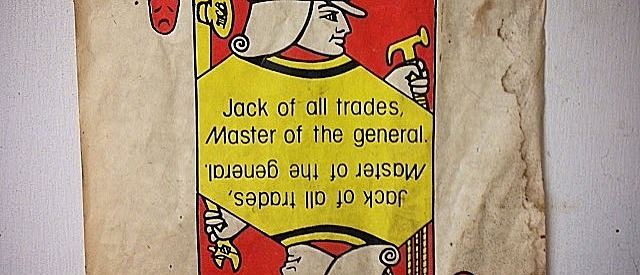 Jack of all trades,
Master of the general.
Jack of all trades,
Master of the general.